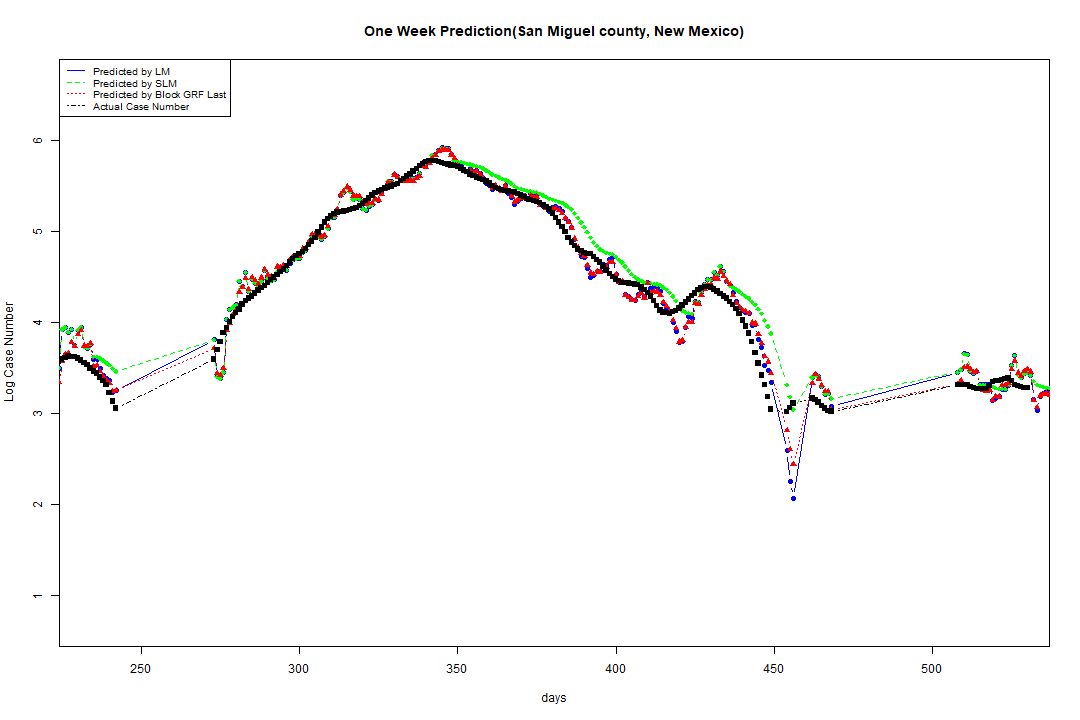 One Week Prediction(San Miguel county, New Mexico)
Predicted by LM
Predicted by SLM
Predicted by Block GRF Last
Actual Case Number
Log Case Number
6
5
4
3
2
1
250 300 350 400 450 500
days